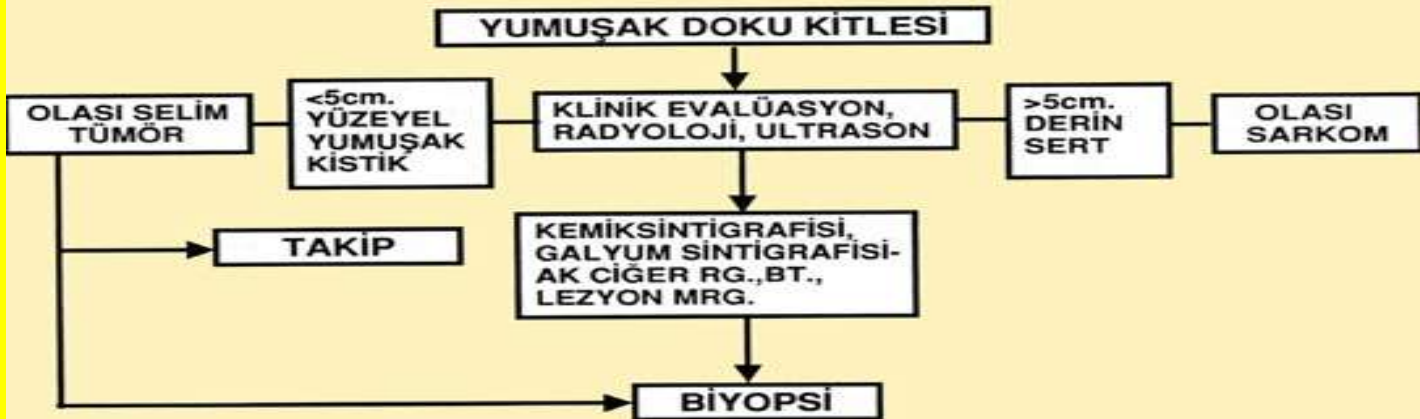 YUMUŞAK DOKU KİTLESİ
OLASI SELİM
TÜMÖR
<5cm.
YÜZEYEL
YUMUŞAK
KİSTİK
KLİNİK EVALÜASYON,
RADYOLOJİ, ULTRASON
>5cm.
DERİN
SERT
OLASI
SARKOM
TAKİP
KEMİKSİNTİGRAFİSİ,
GALYUM SİNTİGRAFİSİ-
AK CİĞER RG.,BT.,
LEZYON MRG.
BİYOPSİ